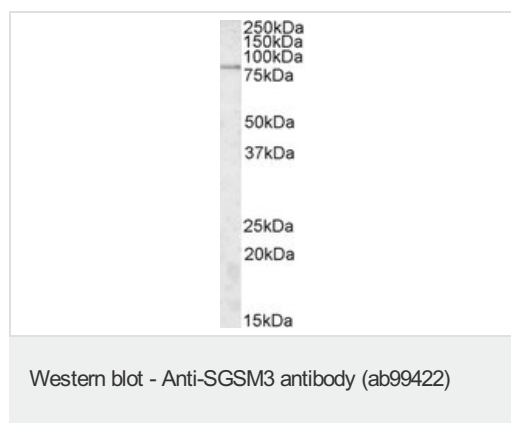 250kDa
150kDa
100kDa
75kDa
50kDa
37kDa
25kDa
20kDa
15kDa
Western blot - Anti-SGSM3 antibody (ab99422)